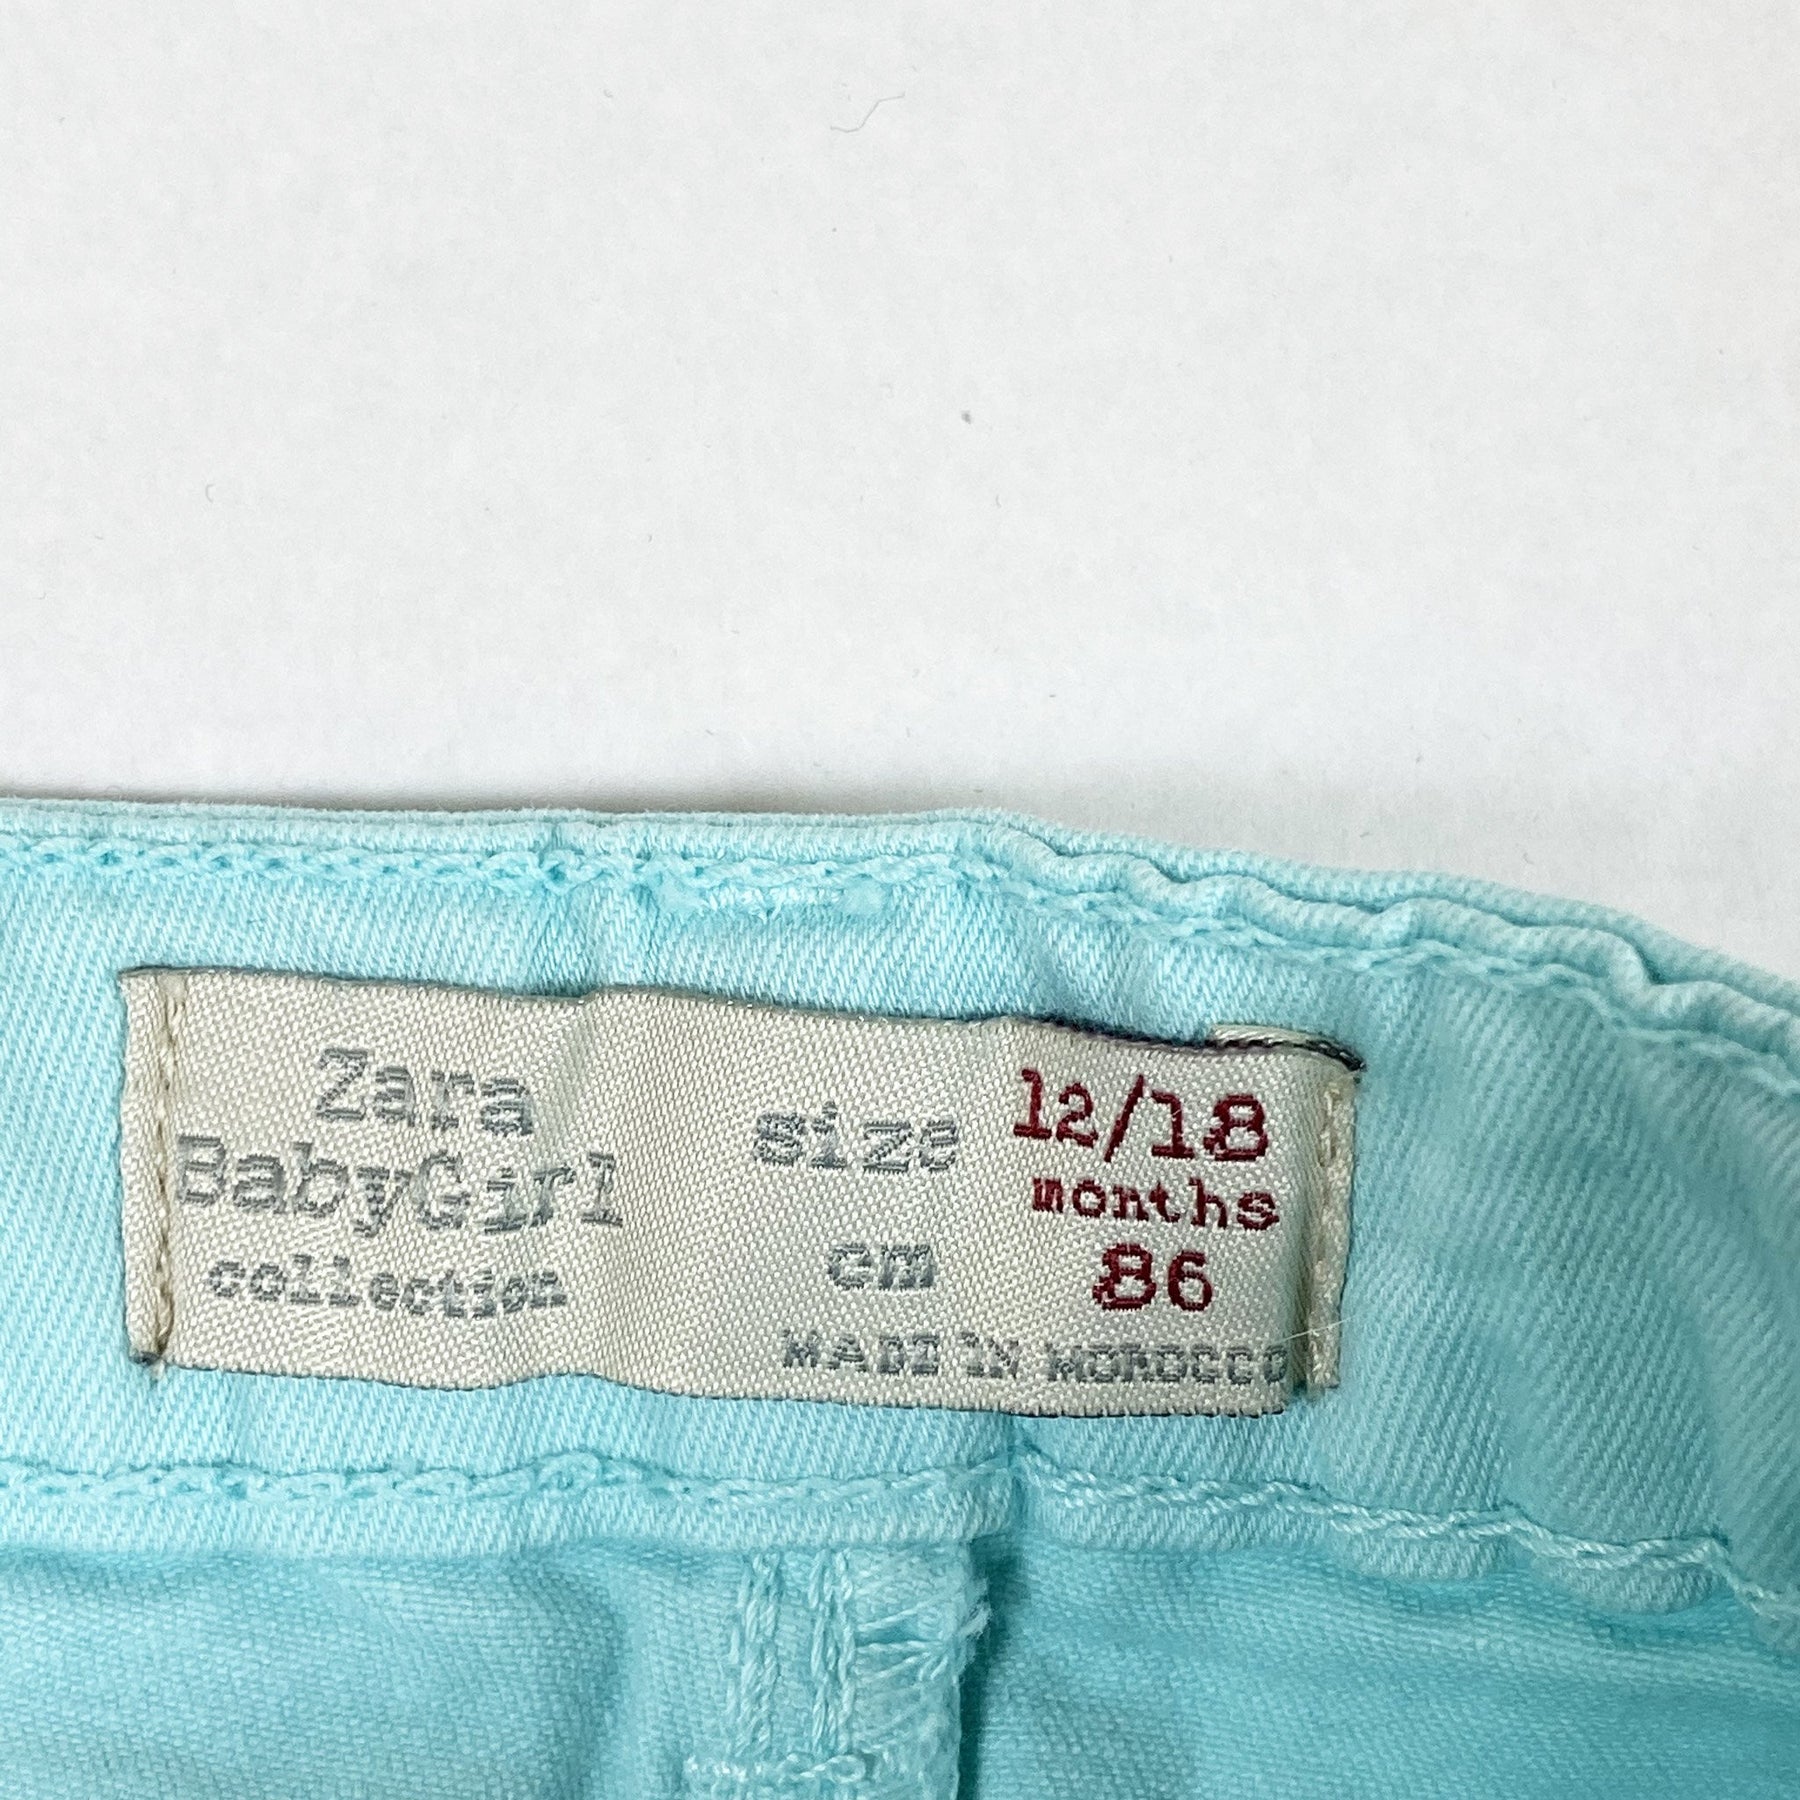 Zara
BabyGirl
collection
size 12/18
months
cm 86
MADE IN MOROCCO